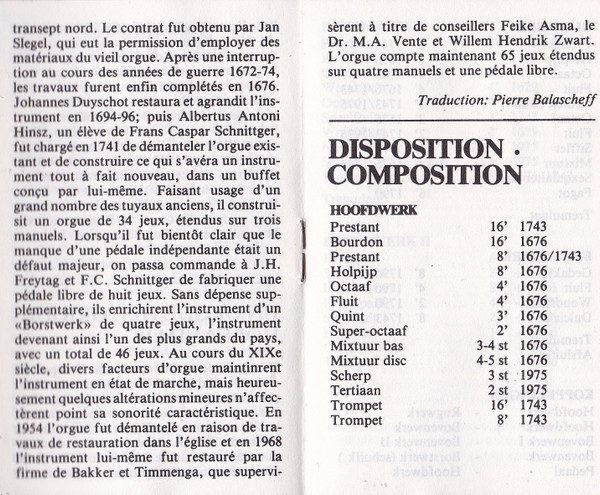 transept nord. Le contrat fut obtenu par Jan
Slegel, qui eut la permission d'employer des
matériaux du vieil orgue. Après une interrup-
tion au cours des années de guerre 1672-74,
les travaux furent enfin complétés en 1676.
Johannes Duyschot restaura et agrandit l'ins-
trument en 1694-96; puis Albertus Antoni
Hinsz, un élève de Frans Caspar Schnittger,
fut chargé en 1741 de démanteler l'orgue exis-
tant et de construire ce qui s'avéra un instru-
ment tout à fait nouveau, dans un buffet
conçu par lui-même. Faisant usage d'un
grand nombre des tuyaux anciens, il construi-
sit un orgue de 34 jeux, étendus sur trois
manuels. Lorsqu'il fut bientôt clair que le
manque d'une pédale indépendante était un
défaut majeur, on passa commande à J.H.
Freytag et F.C. Schnittger de fabriquer une
pédale libre de huit jeux. Sans dépense sup-
plémentaire, ils enrichirent l'instrument d'un
«Borstwerk» de quatre jeux, l'instrument
devenant ainsi l'un des plus grands du pays,
avec un total de 46 jeux. Au cours du XIXe
siècle, divers facteurs d'orgue maintinrent
l'instrument en état de marche, mais heureu-
sement quelques altérations mineures n'affec-
tèrent point sa sonorité caractéristique. En
1954 l'orgue fut démantelé en raison de tra-
vaux de restauration dans l'église et en 1968
l'instrument lui-même fut restauré par la
firme de Bakker et Timmenga, que supervi-
sèrent à titre de conseillers Feike Asma, le
Dr. M.A. Vente et Willem Hendrik Zwart.
L'orgue compte maintenant 65 jeux étendus
sur quatre manuels et une pédale libre.
Traduction: Pierre Balascheff
DISPOSITION .
COMPOSITION
HOOFDWERK
Prestant 16' 1743
Bourdon 16' 1676
Prestant 8' 1676/1743
Holpijp 8' 1676
Octaaf 4' 1676
Fluit 4' 1676
Quint 3' 1676
Super-octaaf 2' 1676
Mixtuur bas 3-4 st 1676
Mixtuur disc 4-5 st 1676
Scherp 3 st 1975
Tertiaan 2 st 1975
Trompet 16' 1743
Trompet 8' 1743